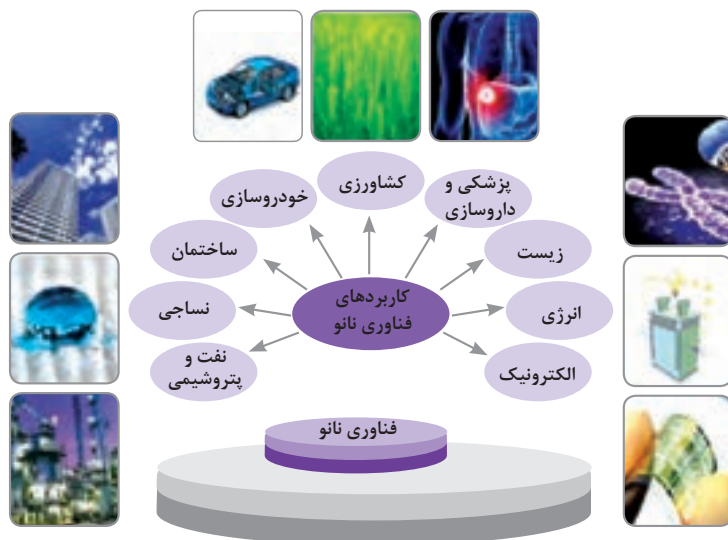 کشاورزی
پزشکی و
داروسازی
خودروسازی
زیست
ساختمان
کاربردهای
فناوری نانو
انرژی
نساجی
نفت و
پتروشیمی
الکترونیک
فناوری نانو